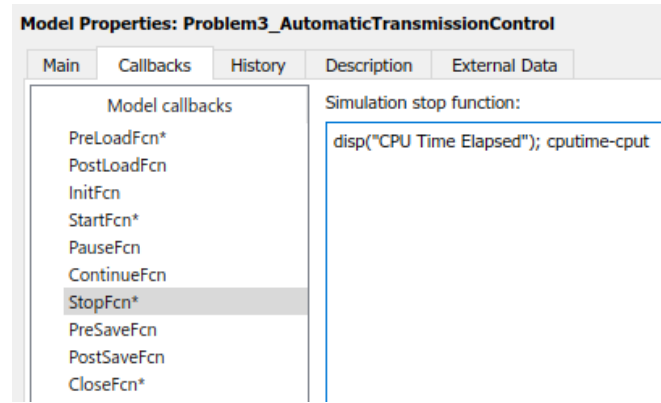 Model Properties: Problem3_AutomaticTransmissionControl
Main Callbacks History Description External Data
Model callbacks
PreLoadFcn*
PostLoadFcn
InitFcn
StartFcn*
PauseFcn
ContinueFcn
StopFcn*
PreSaveFcn
PostSaveFcn
CloseFcn*
Simulation stop function:
disp("CPU Time Elapsed"); cputime-cput